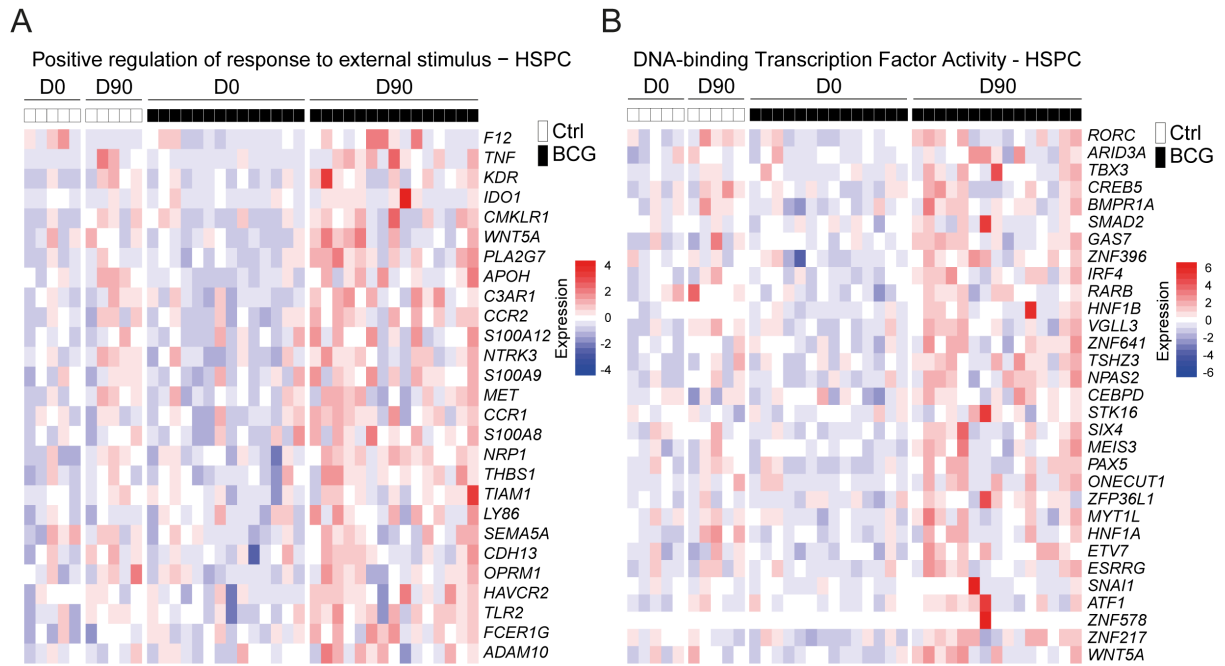 A
Positive regulation of response to external stimulus – HSPC
D0
D90
D0
D90
Ctrl
BCG
F12
TNF
KDR
IDO1
CMKLR1
WNT5A
PLA2G7
APOH
C3AR1
CCR2
S100A12
NTRK3
S100A9
MET
CCR1
S100A8
NRP1
THBS1
TIAM1
LY86
SEMA5A
CDH13
OPRM1
HAVCR2
TLR2
FCER1G
ADAM10
Expression
4
2
0
-2
-4
B
DNA-binding Transcription Factor Activity - HSPC
D0
D90
D0
D90
Ctrl
BCG
RORC
ARID3A
TBX3
CREB5
BMPR1A
SMAD2
GAS7
ZNF396
IRF4
RARB
HNF1B
VGLL3
ZNF641
TSHZ3
NPAS2
CEBPD
STK16
SIX4
MEIS3
PAX5
ONECUT1
ZFP36L1
MYT1L
HNF1A
ETV7
ESRRG
SNAI1
ATF1
ZNF578
ZNF217
WNT5A
Expression
6
4
2
0
-2
-4
-6